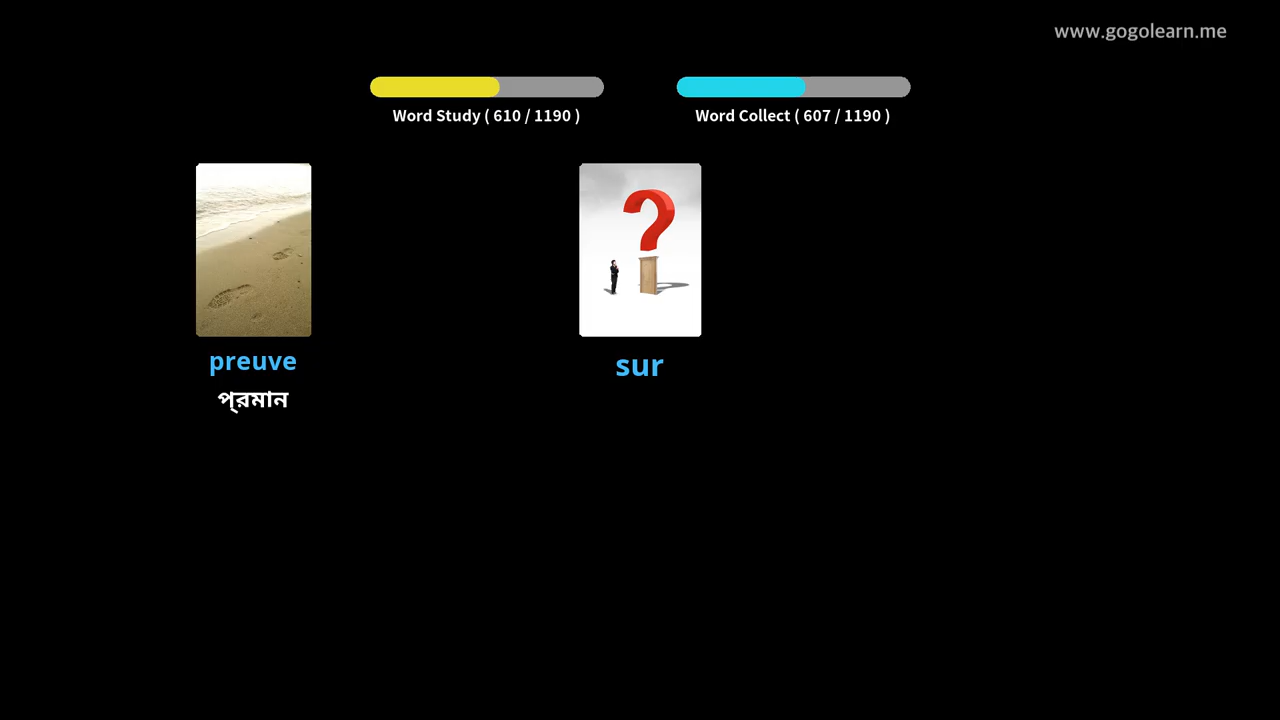 www.gogolearn.me
Word Study ( 610 / 1190 )
Word Collect ( 607 / 1190 )
preuve
sur
প্রমান